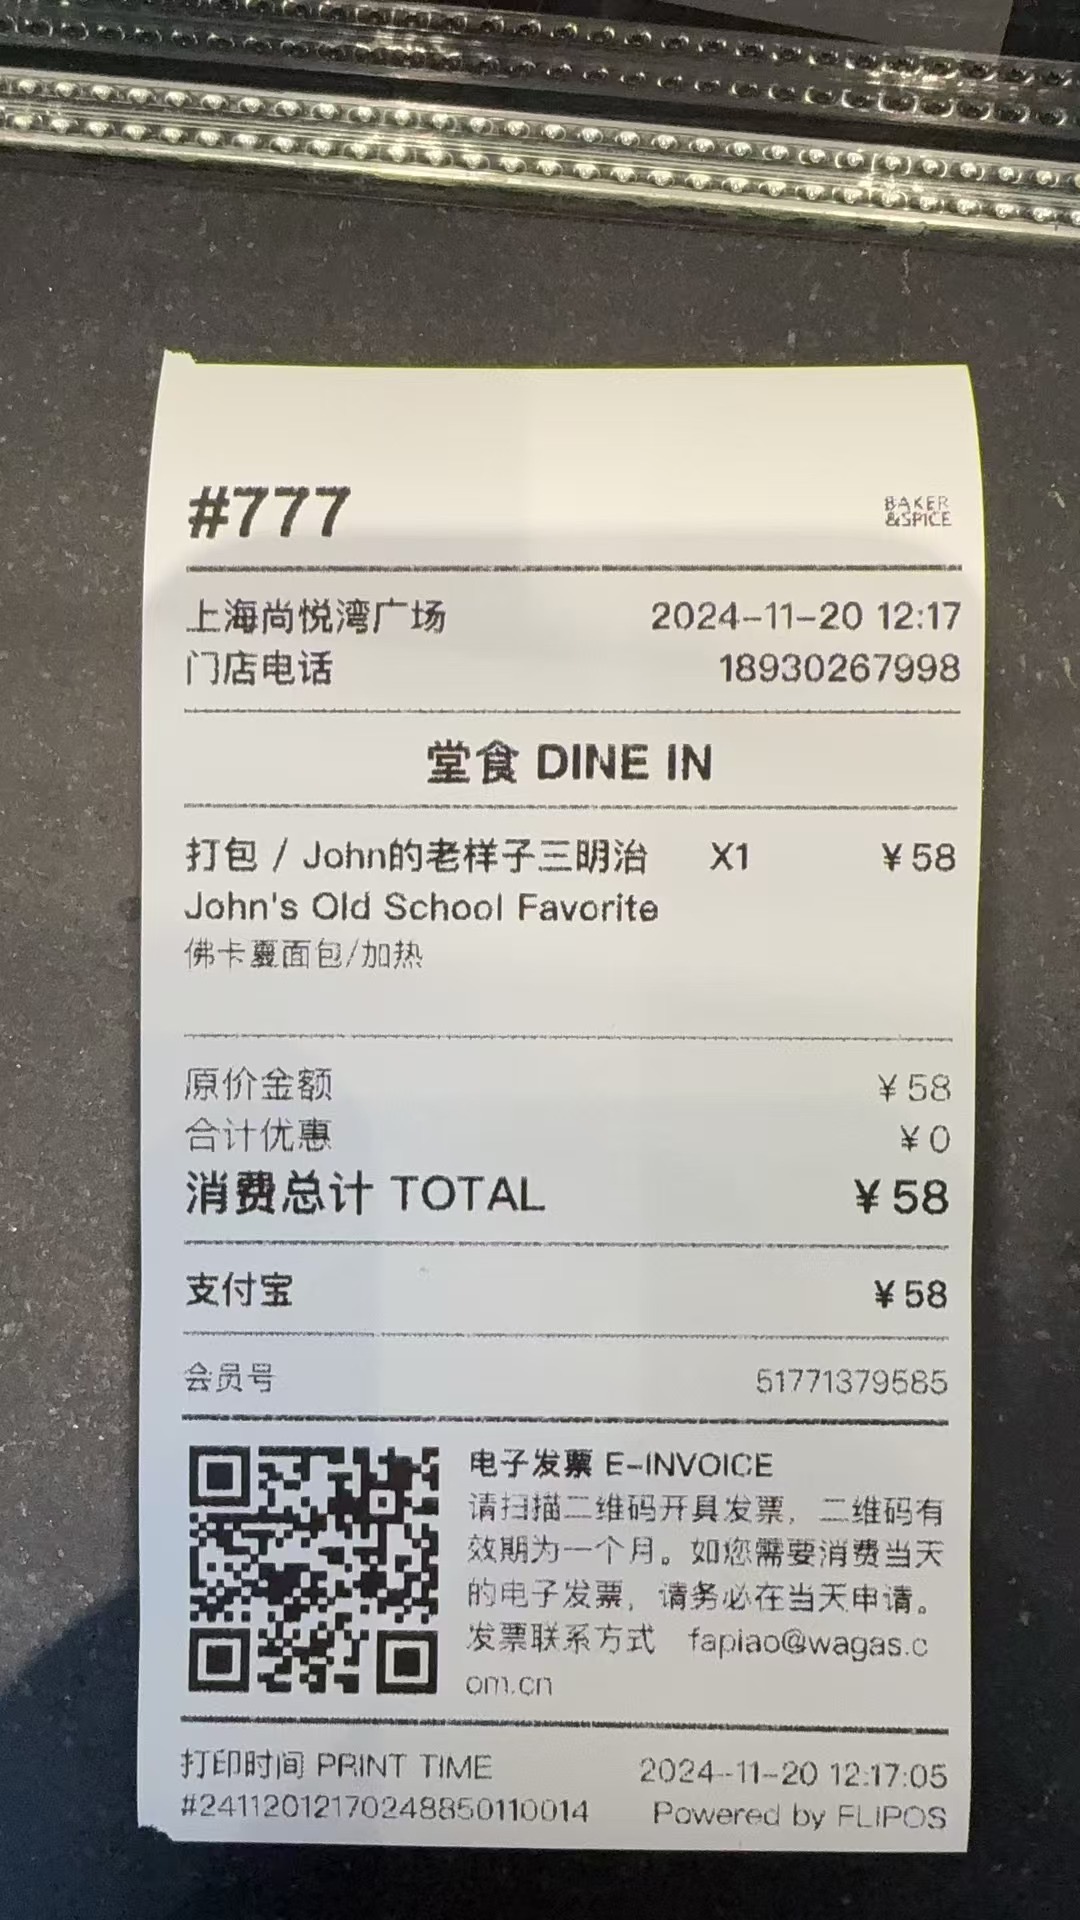 #777
BAKER
&SPICE
上海尚悦湾广场 2024-11-20 12:17
门店电话 18930267998
堂食 DINE IN
打包 / John的老样子三明治 X1 ¥58
John's Old School Favorite
佛卡夏面包/加热
原价金额 ¥58
合计优惠 ¥0
消费总计 TOTAL ¥58
支付宝 ¥58
会员号 51771379585
电子发票 E-INVOICE
请扫描二维码开具发票，二维码有
效期为一个月。如您需要消费当天
的电子发票，请务必在当天申请。
发票联系方式 fapiao@wagas.c
om.cn
打印时间 PRINT TIME 2024-11-20 12:17:05
#24112012170248850110014 Powered by FLIPOS